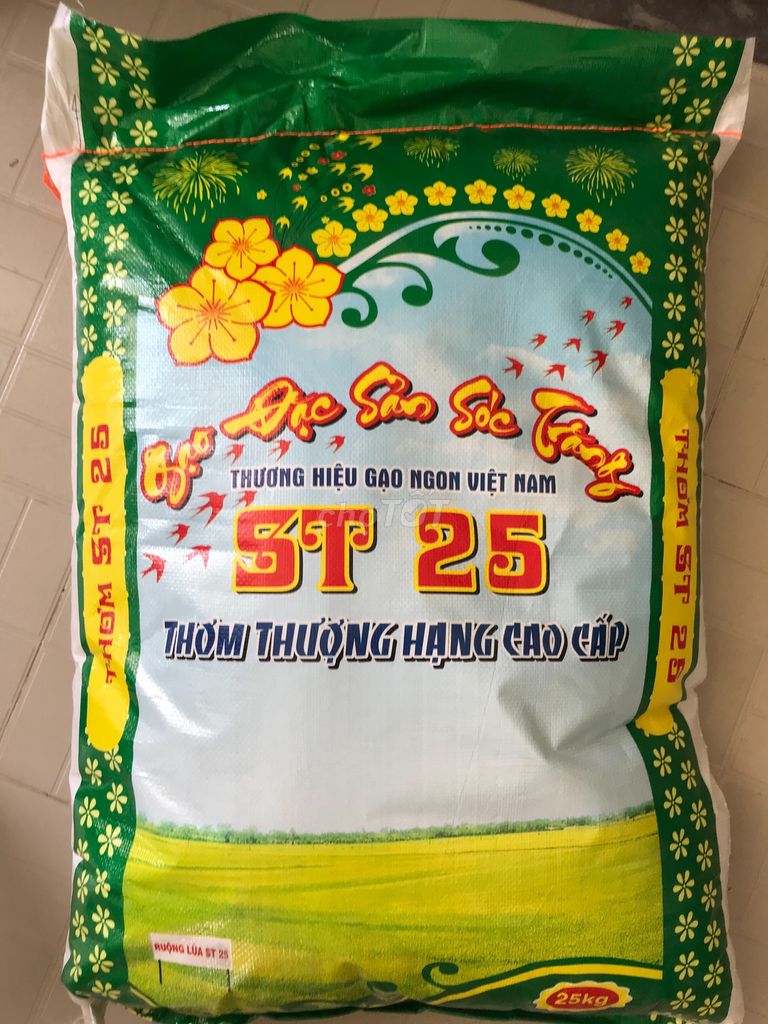 Gạo Đặc Sản Sóc Trăng
THƯƠNG HIỆU GẠO NGON VIỆT NAM
chợTỐT
ST 25
THƠM THƯỢNG HẠNG CAO CẤP
THƠM ST 25
THƠM ST 25
RUỘNG LÚA ST 25
25kg